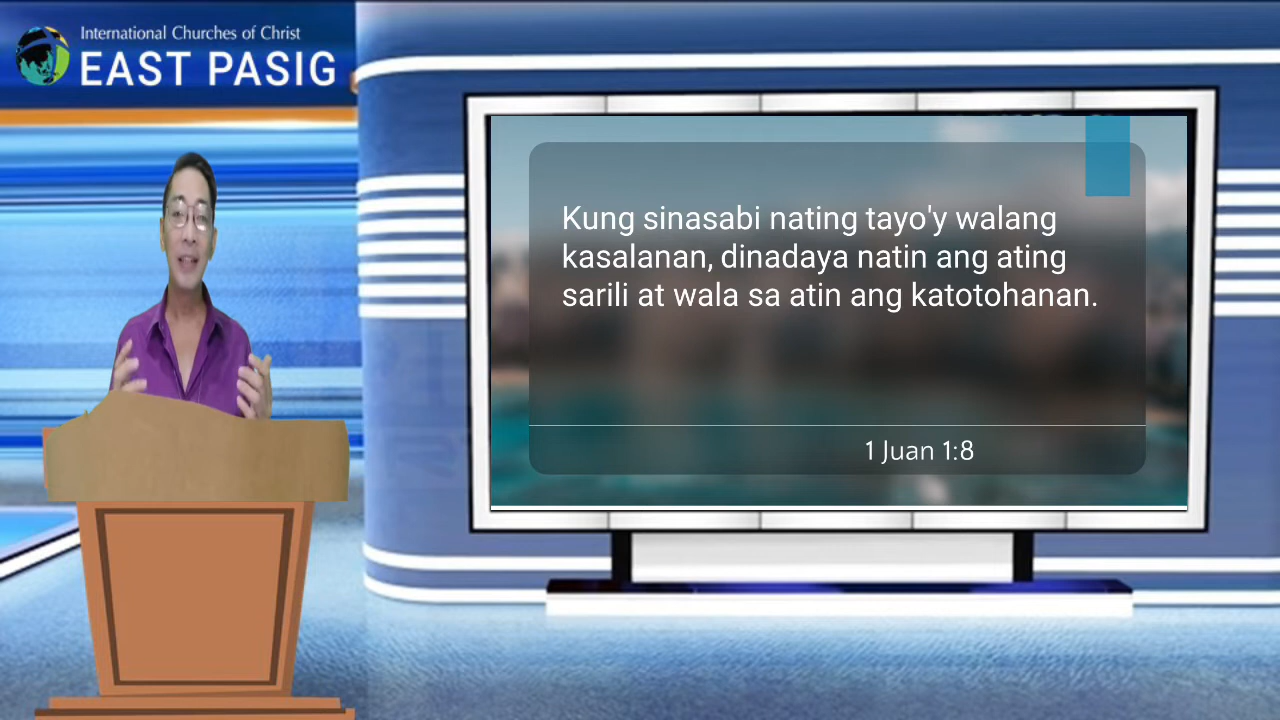 International Churches of Christ
EAST PASIG
Kung sinasabi nating tayo'y walang
kasalanan, dinadaya natin ang ating
sarili at wala sa atin ang katotohanan.
1 Juan 1:8